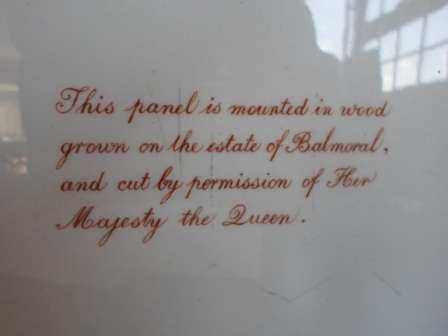 This panel is mounted in wood
grown on the estate of Balmoral,
and cut by permission of Her
Majesty the Queen.